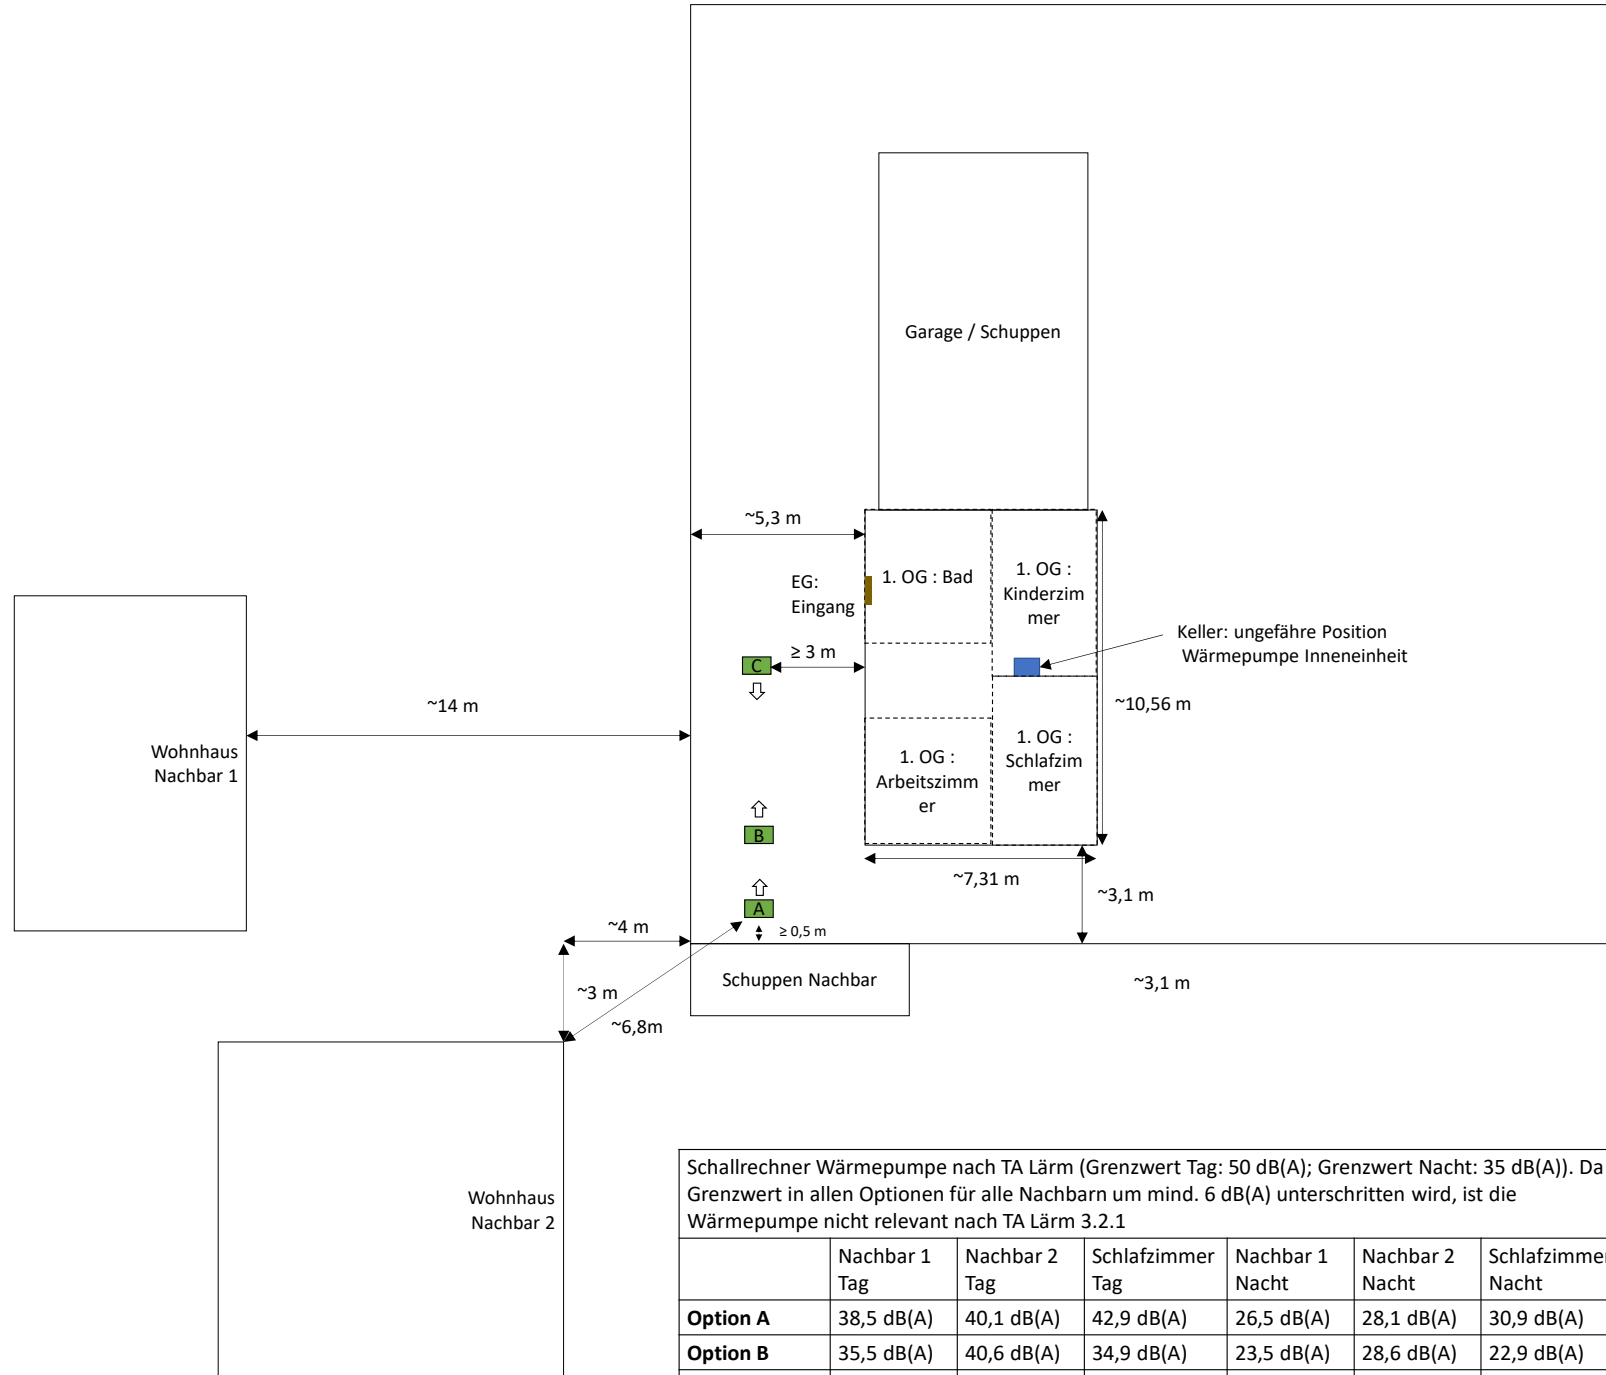 Garage / Schuppen
~5,3 m
EG:
Eingang
1. OG : Bad
1. OG :
Kinderzim
mer
Keller: ungefähre Position
Wärmepumpe Inneneinheit
≥ 3 m
C
~14 m
~10,56 m
Wohnhaus
Nachbar 1
1. OG :
Arbeitszimm
er
1. OG :
Schlafzim
mer
B
~7,31 m
~3,1 m
A
≥ 0,5 m
~4 m
Schuppen Nachbar
~3,1 m
~3 m
~6,8m
Wohnhaus
Nachbar 2
Schallrechner Wärmepumpe nach TA Lärm (Grenzwert Tag: 50 dB(A); Grenzwert Nacht: 35 dB(A)). Da
Grenzwert in allen Optionen für alle Nachbarn um mind. 6 dB(A) unterschritten wird, ist die
Wärmepumpe nicht relevant nach TA Lärm 3.2.1
Nachbar 1 Tag Nachbar 2 Tag Schlafzimmer Tag Nachbar 1 Nacht Nachbar 2 Nacht Schlafzimmer Nacht
Option A 38,5 dB(A) 40,1 dB(A) 42,9 dB(A) 26,5 dB(A) 28,1 dB(A) 30,9 dB(A)
Option B 35,5 dB(A) 40,6 dB(A) 34,9 dB(A) 23,5 dB(A) 28,6 dB(A) 22,9 dB(A)